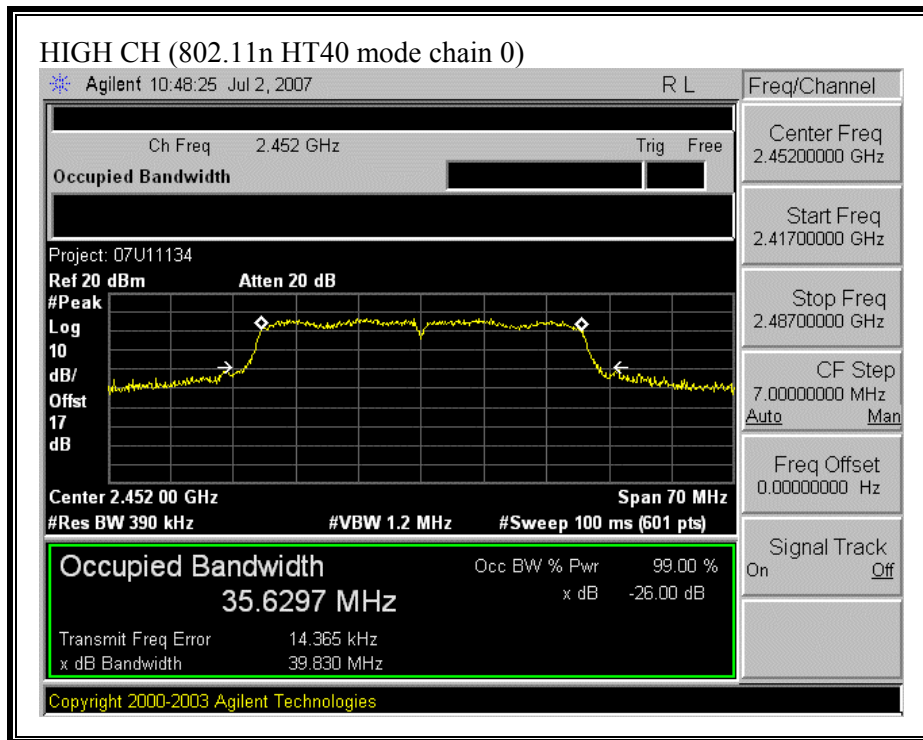 HIGH CH (802.11n HT40 mode chain 0)
Agilent 10:48:25 Jul 2, 2007 R L Freq/Channel
Ch Freq 2.452 GHz Trig Free
Occupied Bandwidth
Center Freq
2.45200000 GHz
Start Freq
2.41700000 GHz
Stop Freq
2.48700000 GHz
CF Step
7.00000000 MHz
Auto Man
Freq Offset
0.00000000 Hz
Signal Track
On Off
Project: 07U11134
Ref 20 dBm Atten 20 dB
#Peak
Log
10
dB/
Offst
17
dB
Center 2.452 00 GHz Span 70 MHz
#Res BW 390 kHz #VBW 1.2 MHz #Sweep 100 ms (601 pts)
Occupied Bandwidth Occ BW % Pwr 99.00 %
35.6297 MHz x dB -26.00 dB
Transmit Freq Error 14.365 kHz
x dB Bandwidth 39.830 MHz
Copyright 2000-2003 Agilent Technologies